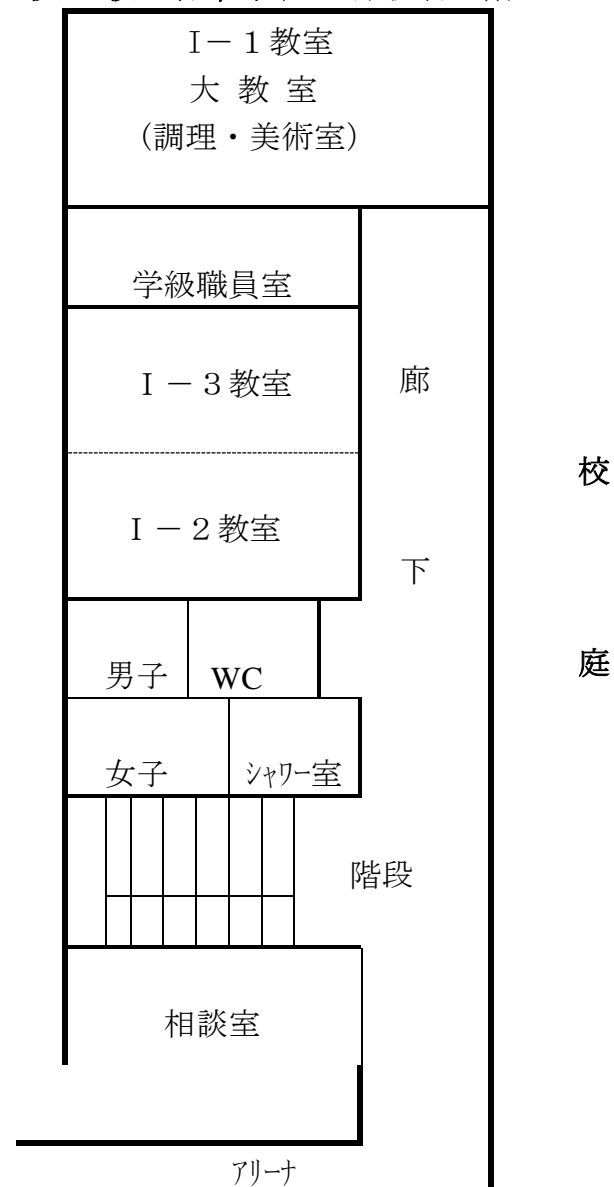 I－１教室
大 教 室
（調理・美術室）
学級職員室
I －３教室
廊
下
校
庭
I －２教室
男子
WC
女子
ｼｬﾜｰ室
階段
相談室
ｱﾘｰﾅ